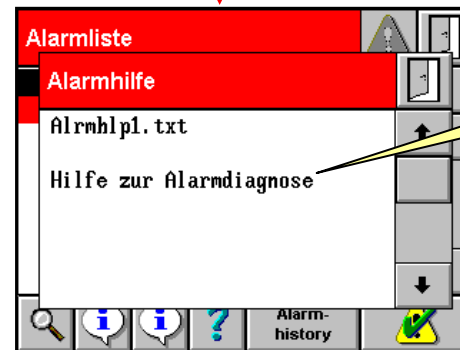 Alarmliste
Alarmhilfe
Alrmhlp1.txt
Hilfe zur Alarmdiagnose
Alarm-
history